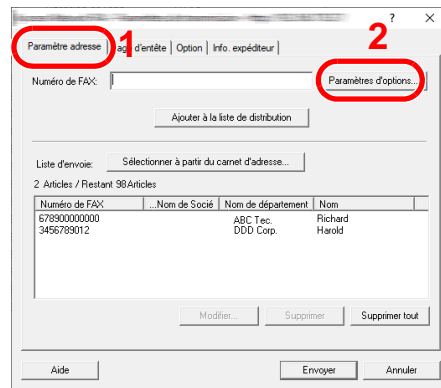 ? X
Paramètre adresse 1 d'entête Option Info. expéditeur 2
Numéro de FAX: Paramètres d'options...
Ajouter à la liste de distribution
Liste d'envoie: Sélectionner à partir du carnet d'adresse...
2 Articles / Restant 98Articles
Numéro de FAX ...Nom de Socié Nom de département Nom
678900000000 ABC Tec. Richard
3456789012 DDD Corp. Harold
Modifier... Supprimer Supprimer tout
Aide Envoyer Annuler